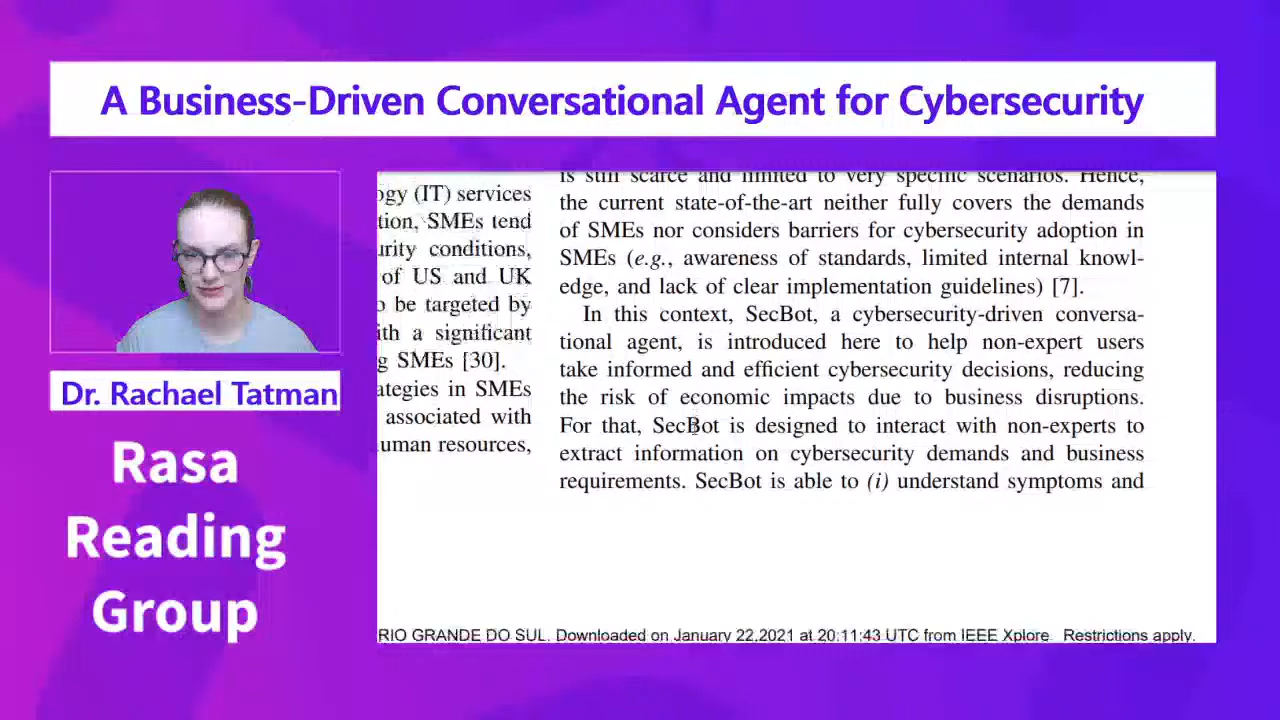 A Business-Driven Conversational Agent for Cybersecurity
Dr. Rachael Tatman
Rasa
Reading
Group
ogy (IT) services
tion, SMEs tend
urity conditions,
of US and UK
o be targeted by
ith a significant
g SMEs [30].
ategies in SMEs
associated with
uman resources,
is still scarce and limited to very specific scenarios. Hence,
the current state-of-the-art neither fully covers the demands
of SMEs nor considers barriers for cybersecurity adoption in
SMEs (e.g., awareness of standards, limited internal knowl-
edge, and lack of clear implementation guidelines) [7].
In this context, SecBot, a cybersecurity-driven conversa-
tional agent, is introduced here to help non-expert users
take informed and efficient cybersecurity decisions, reducing
the risk of economic impacts due to business disruptions.
For that, SecBot is designed to interact with non-experts to
extract information on cybersecurity demands and business
requirements. SecBot is able to (i) understand symptoms and
RIO GRANDE DO SUL. Downloaded on January 22,2021 at 20:11:43 UTC from IEEE Xplore. Restrictions apply.